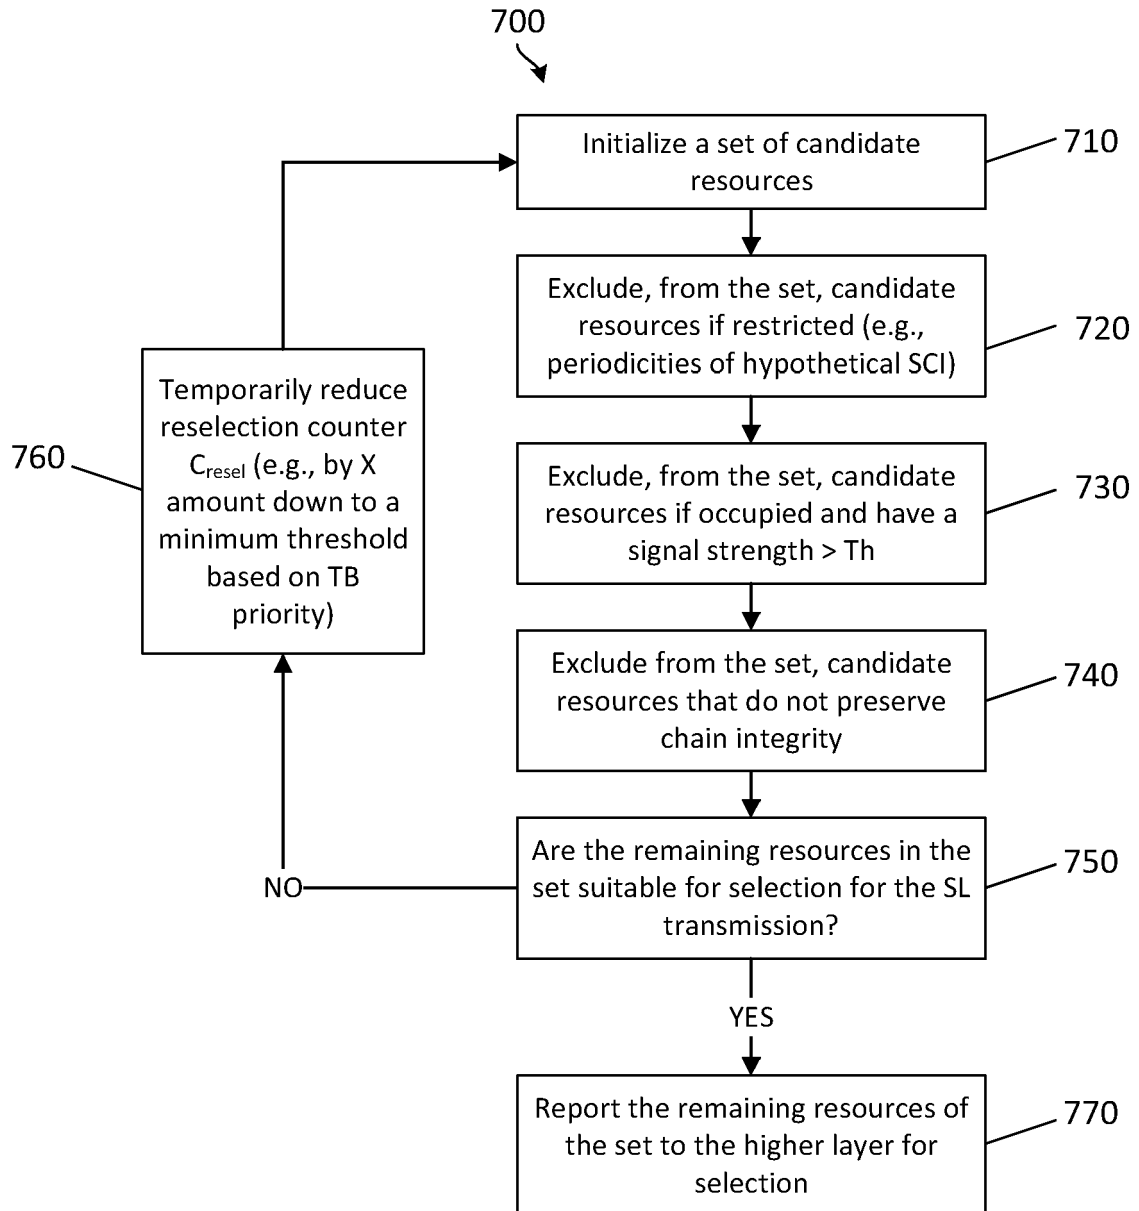 700
Initialize a set of candidate
resources
710
Exclude, from the set, candidate
resources if restricted (e.g.,
periodicities of hypothetical SCI)
720
Exclude, from the set, candidate
resources if occupied and have a
signal strength > Th
730
Exclude from the set, candidate
resources that do not preserve
chain integrity
740
Are the remaining resources in the
set suitable for selection for the SL
transmission?
750
NO
Temporarily reduce
reselection counter
Cresel (e.g., by X
amount down to a
minimum threshold
based on TB
priority)
760
YES
Report the remaining resources of
the set to the higher layer for
selection
770